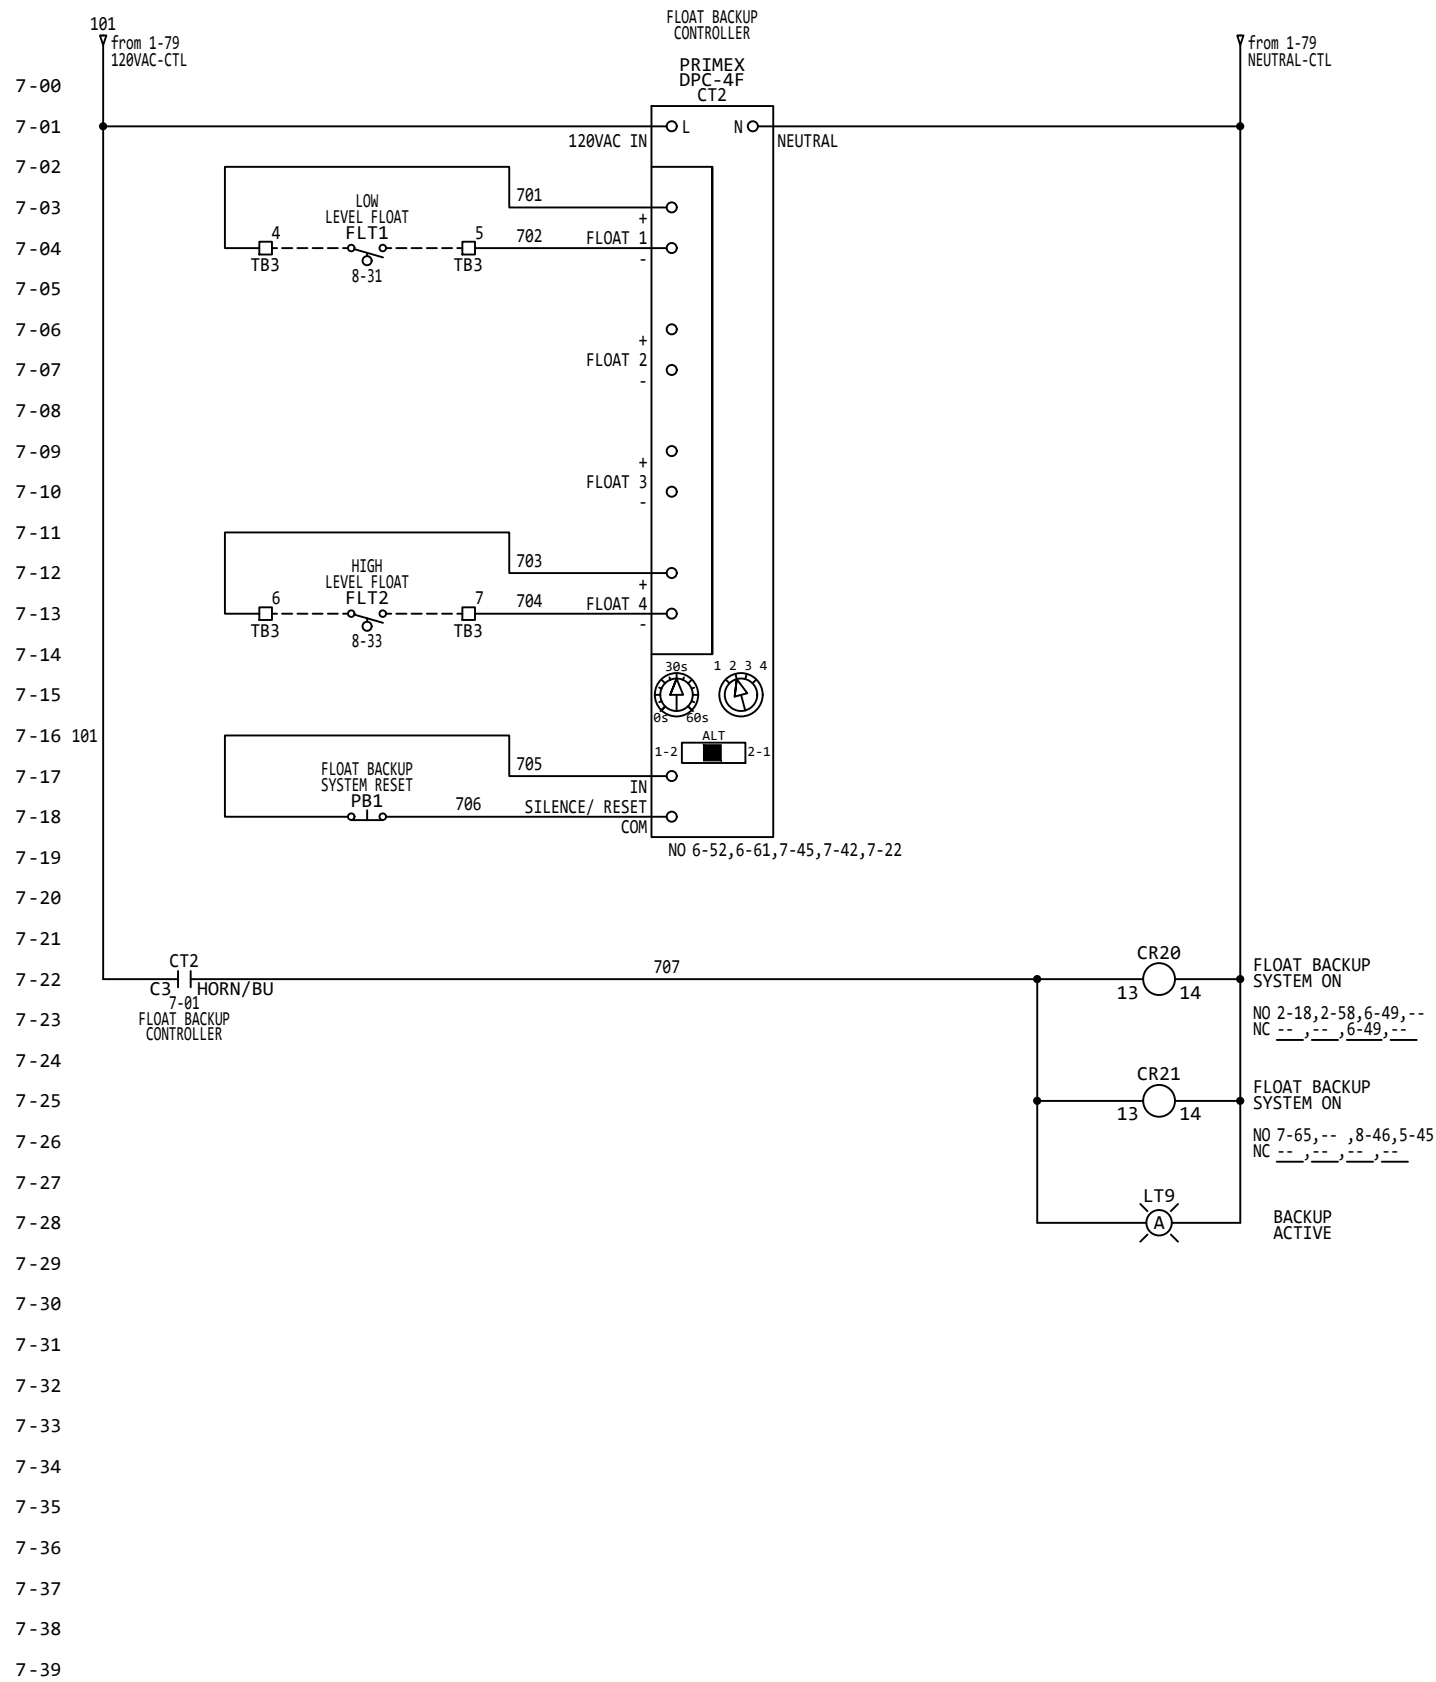 101
from 1-79
120VAC-CTL
FLOAT BACKUP
CONTROLLER
from 1-79
NEUTRAL-CTL
PRIMEX
DPC-4F
CT2
7-00
7-01
L
N
120VAC IN
NEUTRAL
7-02
701
7-03
LOW
LEVEL FLOAT
FLT1
+
4
5
702
FLOAT 1
7-04
TB3
TB3
-
8-31
7-05
7-06
+
FLOAT 2
7-07
-
7-08
7-09
+
FLOAT 3
7-10
-
7-11
703
7-12
HIGH
LEVEL FLOAT
FLT2
+
6
7
704
FLOAT 4
7-13
TB3
TB3
-
8-33
7-14
30s
1 2 3 4
7-15
0s
60s
7-16
101
ALT
1-2
2-1
705
7-17
FLOAT BACKUP
SYSTEM RESET
PB1
IN
706
SILENCE/ RESET
7-18
COM
7-19
NO 6-52,6-61,7-45,7-42,7-22
7-20
7-21
CT2
707
CR20
7-22
C3
HORN/BU
13
14
FLOAT BACKUP
SYSTEM ON
7-01
FLOAT BACKUP
CONTROLLER
7-23
NO 2-18,2-58,6-49,--
NC -- ,-- ,6-49,--
7-24
CR21
7-25
13
14
FLOAT BACKUP
SYSTEM ON
7-26
NO 7-65,-- ,8-46,5-45
NC -- ,-- ,-- ,--
7-27
LT9
7-28
A
BACKUP
ACTIVE
7-29
7-30
7-31
7-32
7-33
7-34
7-35
7-36
7-37
7-38
7-39